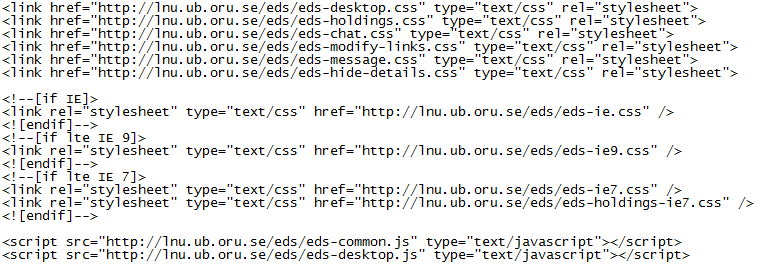 <link href="http://lnu.ub.oru.se/eds/eds-desktop.css" type="text/css" rel="stylesheet">
<link href="http://lnu.ub.oru.se/eds/eds-holdings.css" type="text/css" rel="stylesheet">
<link href="http://lnu.ub.oru.se/eds/eds-chat.css" type="text/css" rel="stylesheet">
<link href="http://lnu.ub.oru.se/eds/eds-modify-links.css" type="text/css" rel="stylesheet">
<link href="http://lnu.ub.oru.se/eds/eds-message.css" type="text/css" rel="stylesheet">
<link href="http://lnu.ub.oru.se/eds/eds-hide-details.css" type="text/css" rel="stylesheet">
<!--[if IE]>
<link rel="stylesheet" type="text/css" href="http://lnu.ub.oru.se/eds/eds-ie.css" />
<![endif]-->
<!--[if lte IE 9]>
<link rel="stylesheet" type="text/css" href="http://lnu.ub.oru.se/eds/eds-ie9.css" />
<![endif]-->
<!--[if lte IE 7]>
<link rel="stylesheet" type="text/css" href="http://lnu.ub.oru.se/eds/eds-ie7.css" />
<link rel="stylesheet" type="text/css" href="http://lnu.ub.oru.se/eds/eds-holdings-ie7.css" />
<![endif]-->
<script src="http://lnu.ub.oru.se/eds/eds-common.js" type="text/javascript"></script>
<script src="http://lnu.ub.oru.se/eds/eds-desktop.js" type="text/javascript"></script>